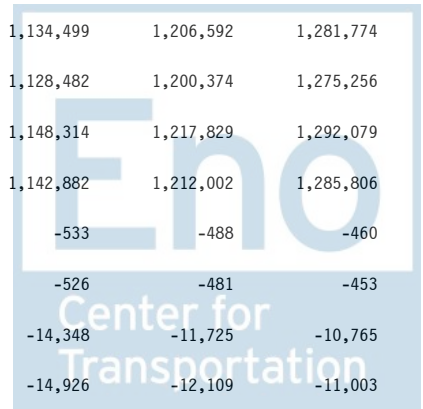 1,134,499 1,206,592 1,281,774
1,128,482 1,200,374 1,275,256
1,148,314 1,217,829 1,292,079
1,142,882 1,212,002 1,285,806
-533 -488 -460
-526 -481 -453
-14,348 -11,725 -10,765
-14,926 -12,109 -11,003
Eno
Center for
Transportation